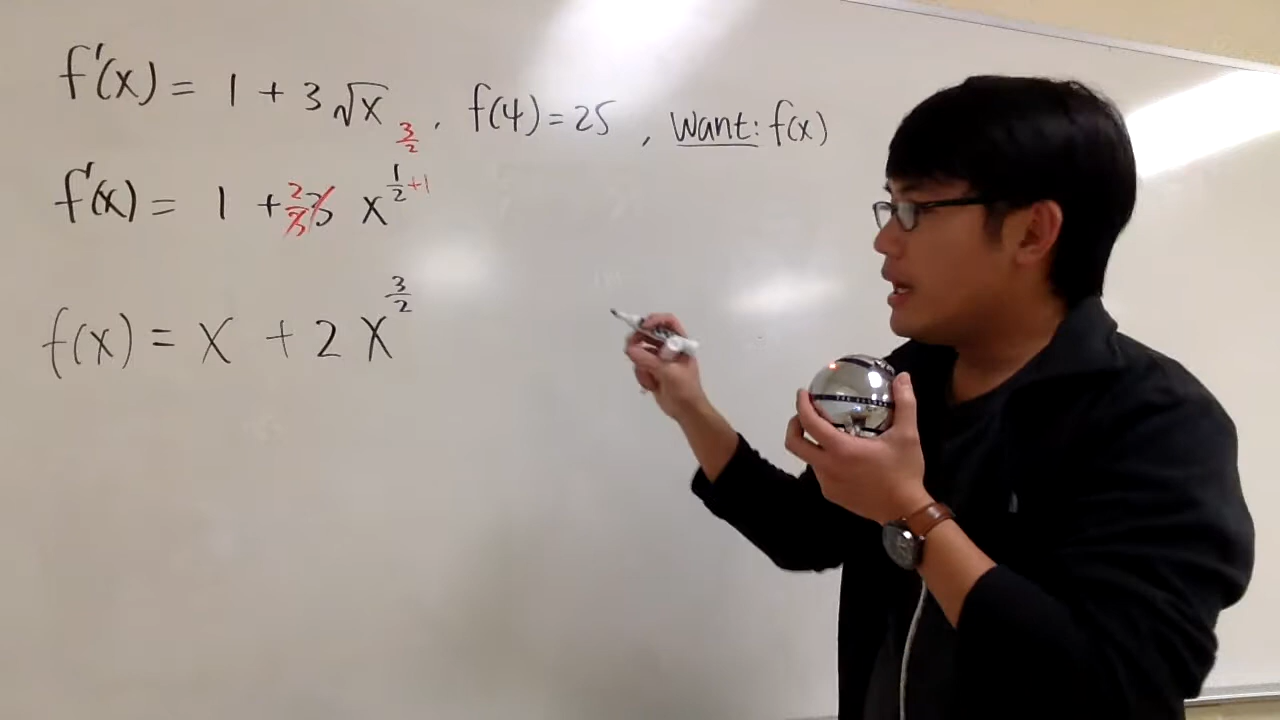 f'(x) = 1 + 3√x , f(4) = 25 , Want: f(x)
f'(x) = 1 + 2/3 3 x^(1/2 +1) 3/2
f(x) = x + 2 x^(3/2)